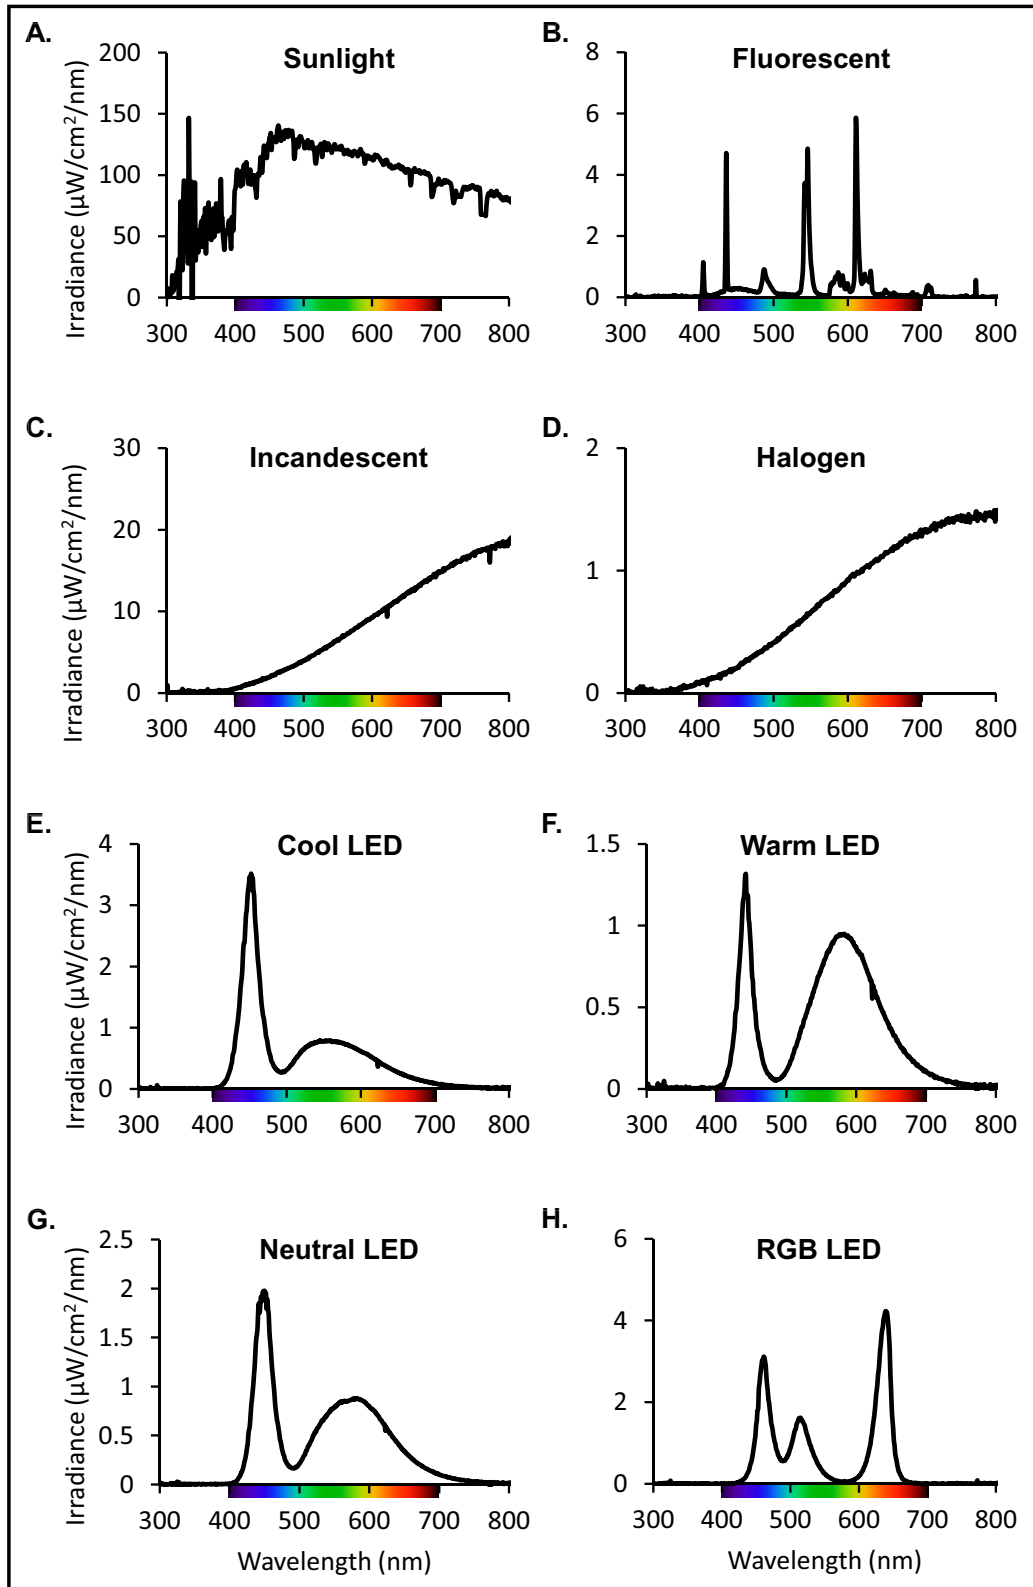 A.
Sunlight
Irradiance (µW/cm²/nm)
200
150
100
50
0
300 400 500 600 700 800
B.
Fluorescent
8
6
4
2
0
300 400 500 600 700 800
C.
Incandescent
Irradiance (µW/cm²/nm)
30
20
10
0
300 400 500 600 700 800
D.
Halogen
2
1
0
300 400 500 600 700 800
E.
Cool LED
Irradiance (µW/cm²/nm)
4
3
2
1
0
300 400 500 600 700 800
F.
Warm LED
1.5
1
0.5
0
300 400 500 600 700 800
G.
Neutral LED
Irradiance (µW/cm²/nm)
2.5
2
1.5
1
0.5
0
300 400 500 600 700 800
Wavelength (nm)
H.
RGB LED
6
4
2
0
300 400 500 600 700 800
Wavelength (nm)